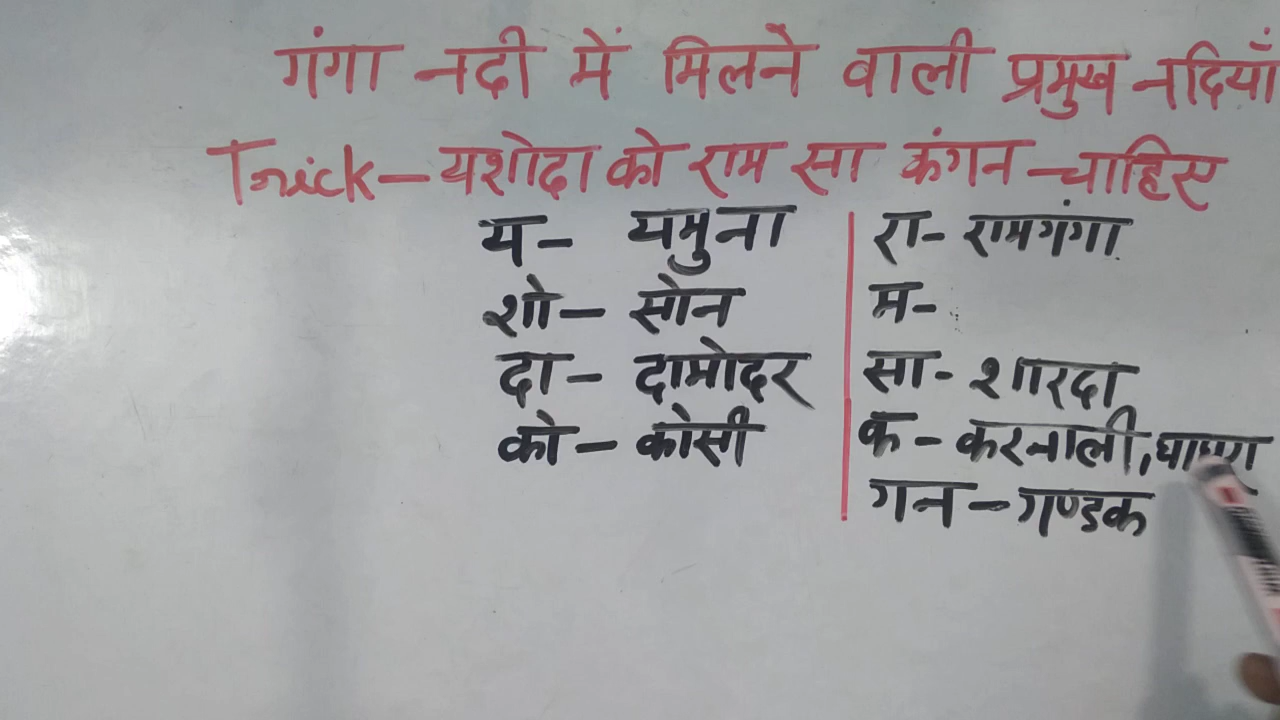 गंगा नदी में मिलने वाली प्रमुख नदियाँ
Trick-यशोदा को राम सा कंगन चाहिए
य- यमुना
शो- सोन
दा- दामोदर
को- कोसी
रा- रामगंगा
म-
सा- शारदा
क- करनाली, घाघरा
गन- गण्डक